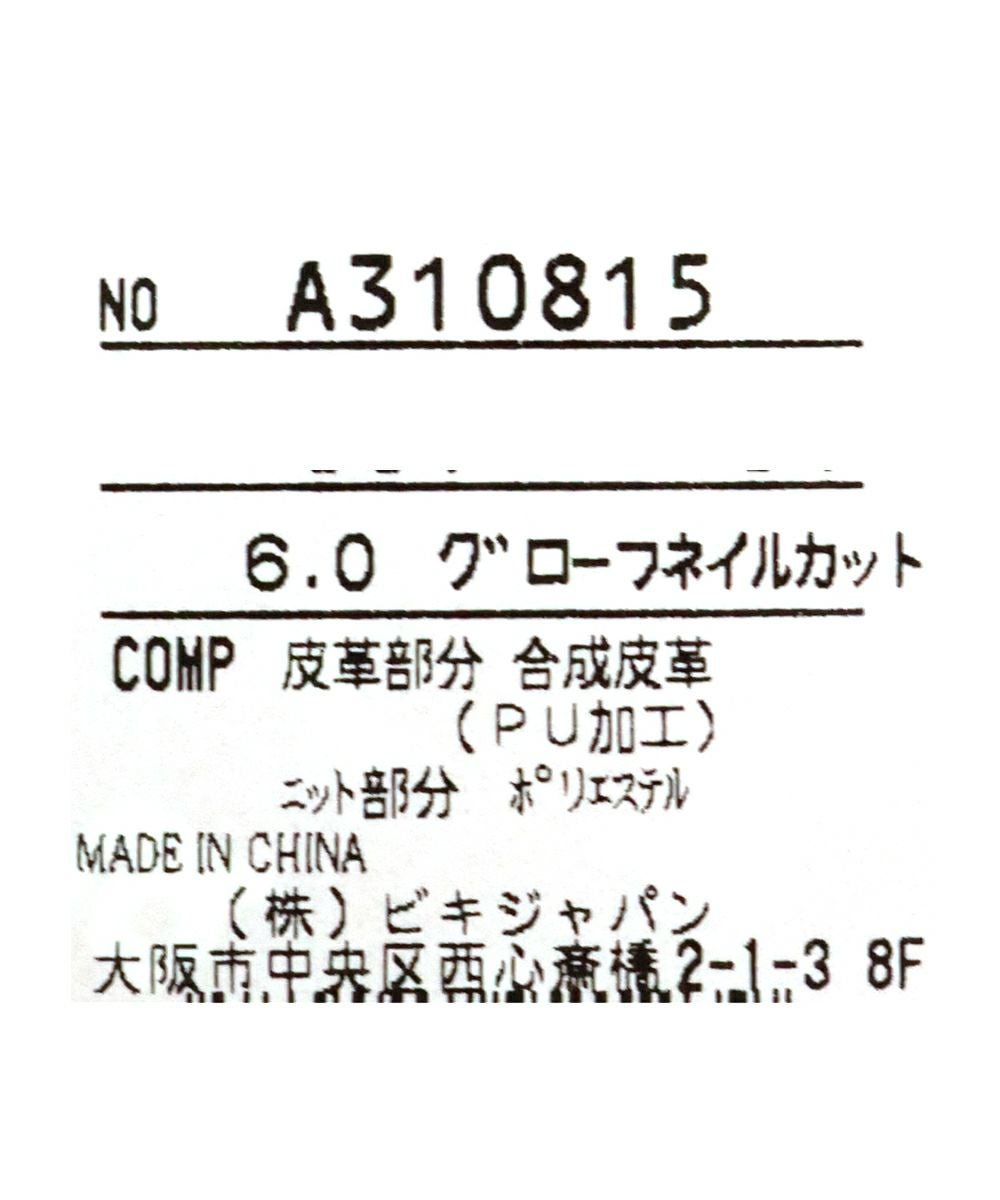 NO A310815
6.0 グローブネイルカット
COMP 皮革部分 合成皮革
(PU加工)
ニット部分 ポリエステル
MADE IN CHINA
(株)ビキジャパン
大阪市中央区西心斎橋2-1-3 8F